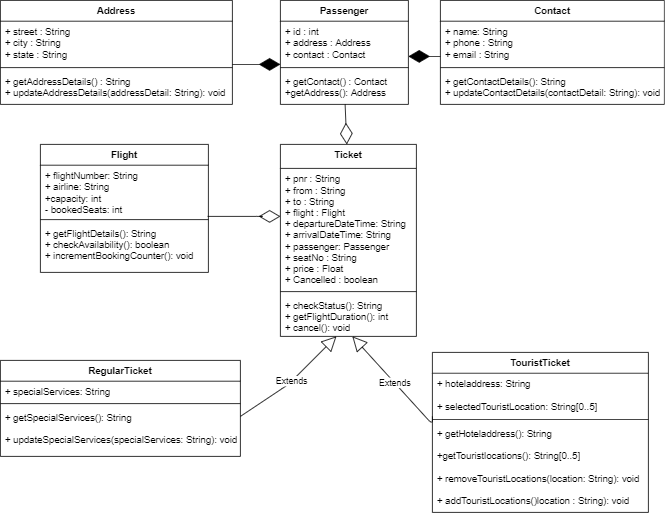 Address
+ street : String
+ city : String
+ state : String
+ getAddressDetails() : String
+ updateAddressDetails(addressDetail: String): void
Passenger
+ id : int
+ address : Address
+ contact : Contact
+getContact() : Contact
+getAddress(): Address
Contact
+ name: String
+ phone : String
+ email : String
+ getContactDetails(): String
+ updateContactDetails(contactDetail: String): void
Flight
+ flightNumber: String
+ airline: String
+capacity: int
- bookedSeats: int
+ getFlightDetails(): String
+ checkAvailability(): boolean
+ incrementBookingCounter(): void
Ticket
+ pnr : String
+ from : String
+ to : String
+ flight : Flight
+ departureDateTime: String
+ arrivalDateTime: String
+ passenger: Passenger
+ seatNo : String
+ price : Float
+ Cancelled : boolean
+ checkStatus(): String
+ getFlightDuration(): int
+ cancel(): void
Extends
Extends
RegularTicket
+ specialServices: String
+ getSpecialServices(): String
+ updateSpecialServices(specialServices: String): void
TouristTicket
+ hoteladdress: String
+ selectedTouristLocation: String[0..5]
+ getHoteladdress(): String
+getTouristlocations(): String[0..5]
+ removeTouristLocations(location: String): void
+ addTouristLocations()location : String): void